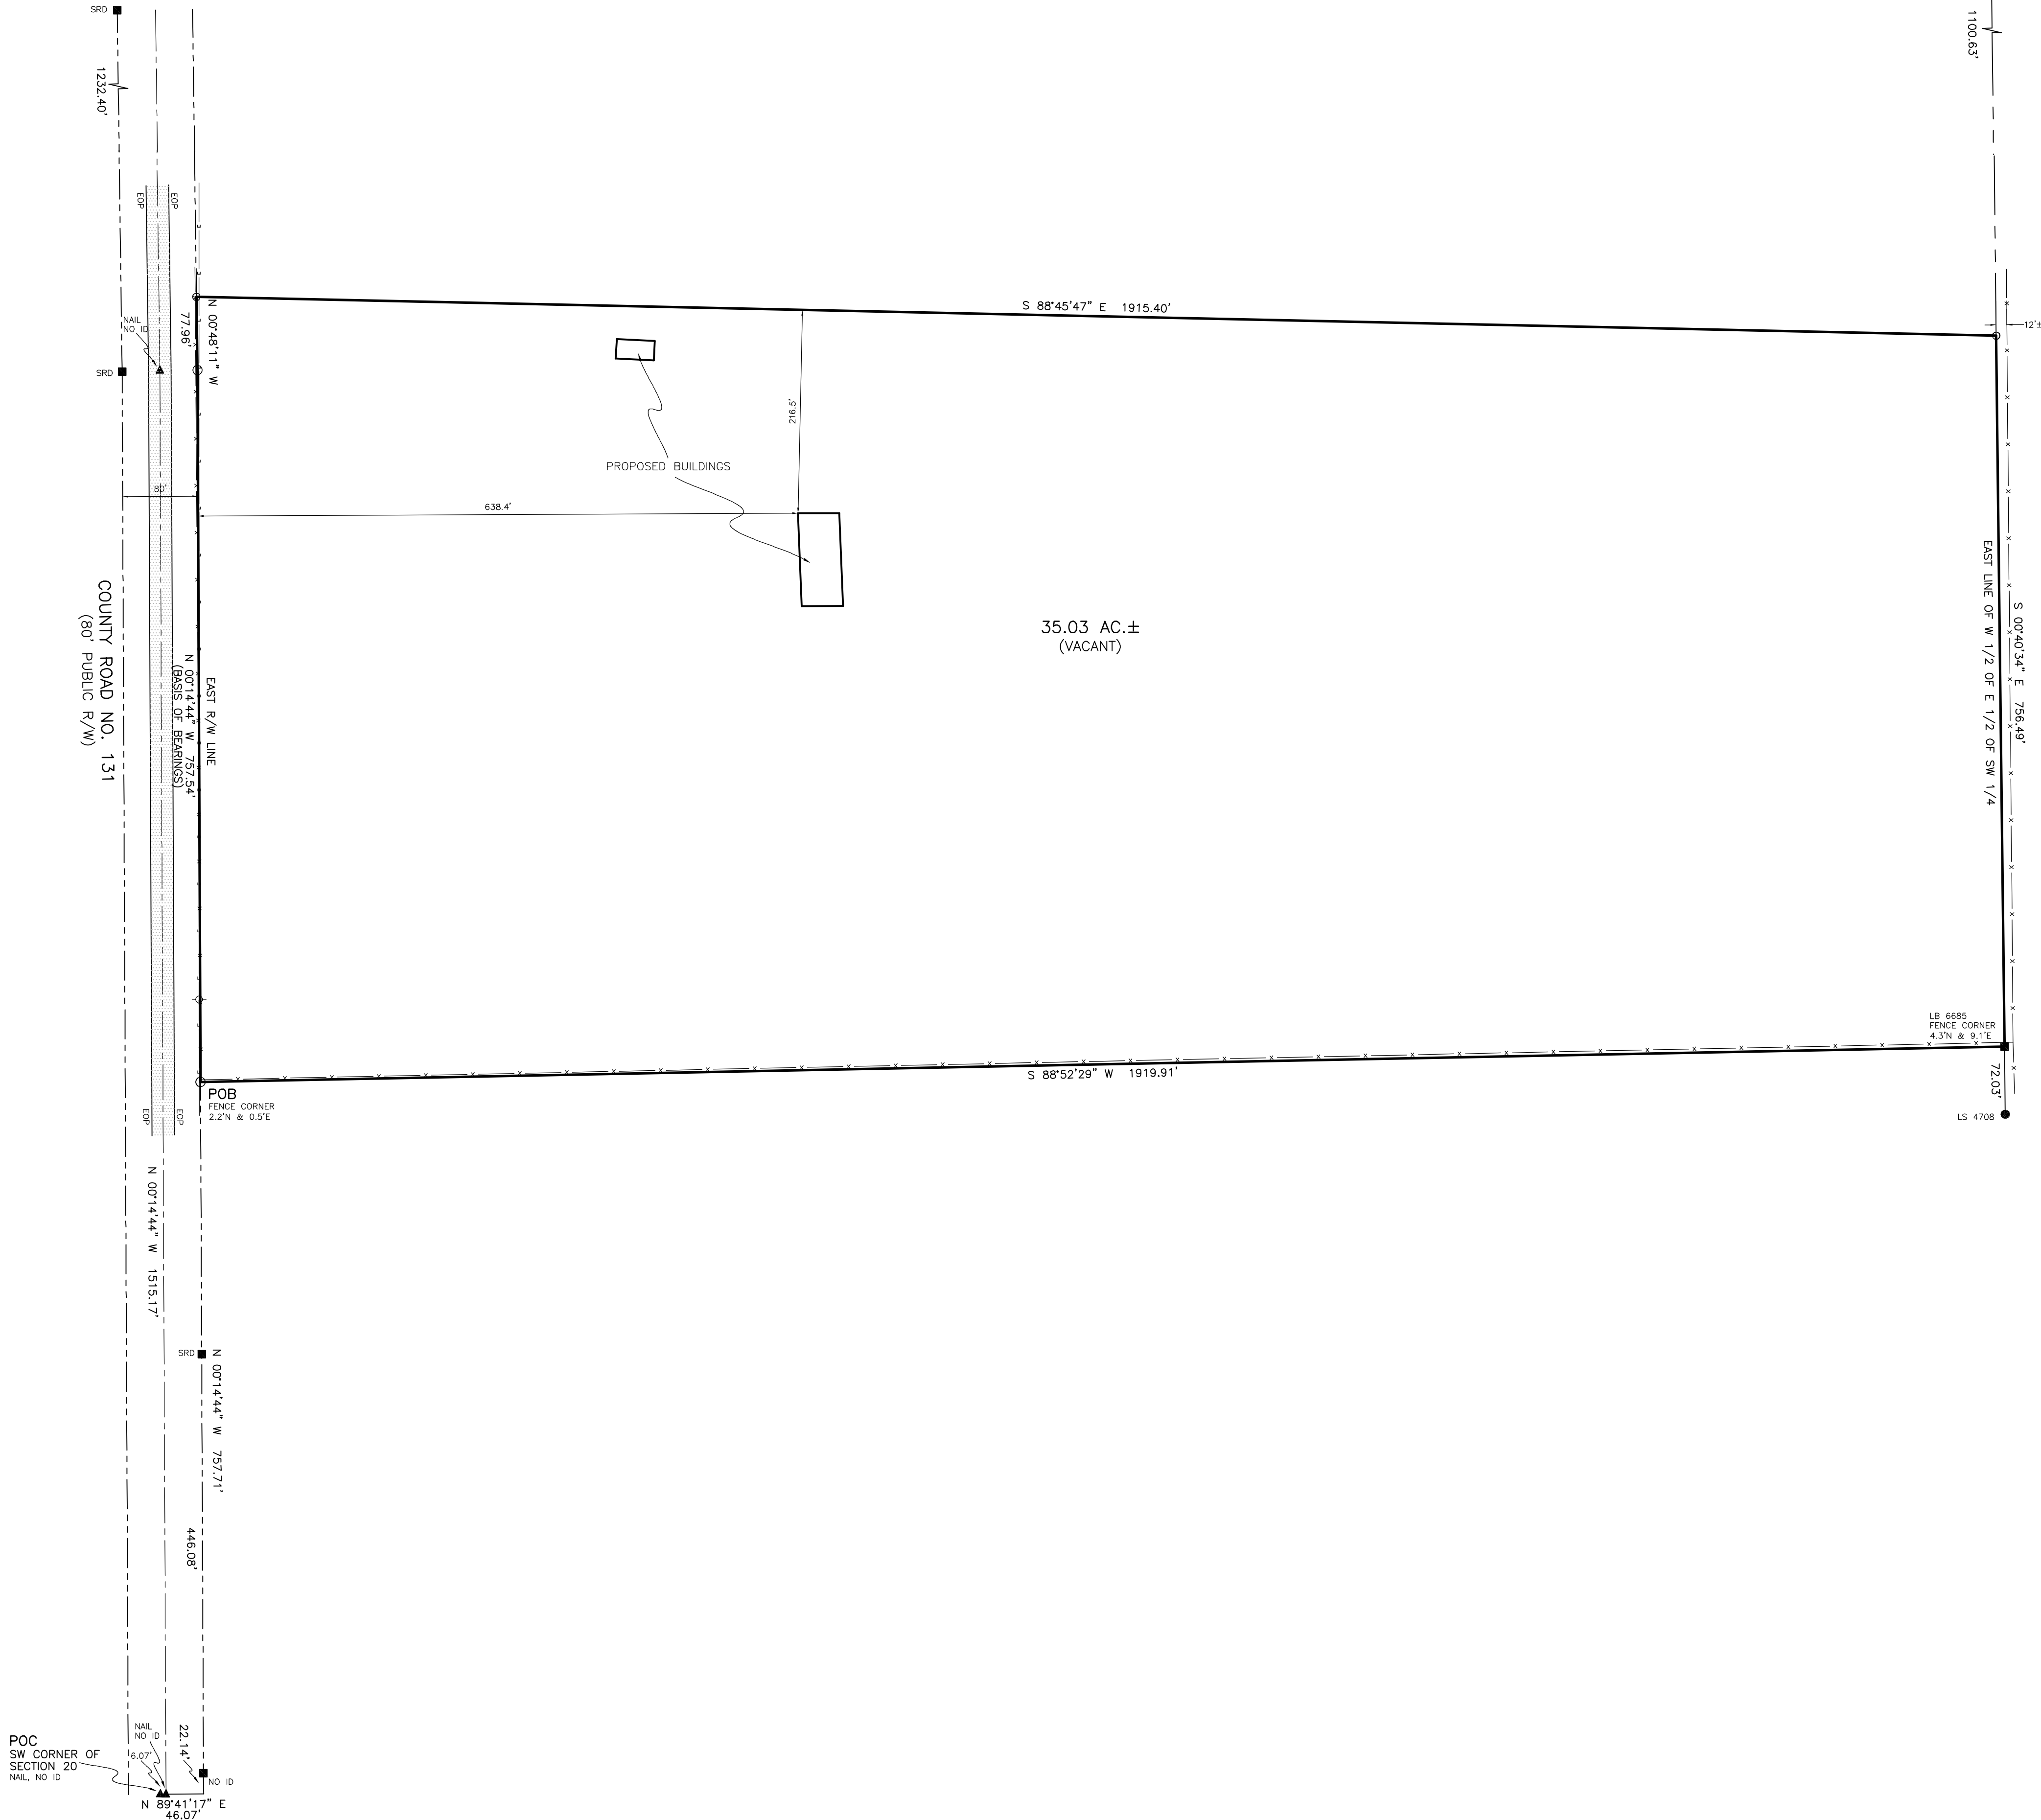 SRD
1232.40'
1100.63'
EOP
EOP
S 88°45'47" E 1915.40'
12'±
N 00°48'11" W
77.96'
NAIL
NO ID
SRD
216.5'
PROPOSED BUILDINGS
80'
638.4'
35.03 AC.±
(VACANT)
EAST LINE OF W 1/2 OF E 1/2 OF SW 1/4
S 00°40'34" E 756.49'
COUNTY ROAD NO. 131
(80' PUBLIC R/W)
EAST R/W LINE
N 00°14'44" W 757.54'
(BASIS OF BEARINGS)
LB 6685
FENCE CORNER
4.3'N & 9.1'E
S 88°52'29" W 1919.91'
72.03'
LS 4708
POB
FENCE CORNER
2.2'N & 0.5'E
EOP
EOP
N 00°14'44" W 1515.17'
SRD
N 00°14'44" W 757.71'
446.08'
POC
SW CORNER OF
SECTION 20
NAIL, NO ID
NAIL
NO ID
6.07'
22.14'
NO ID
N 89°41'17" E
46.07'